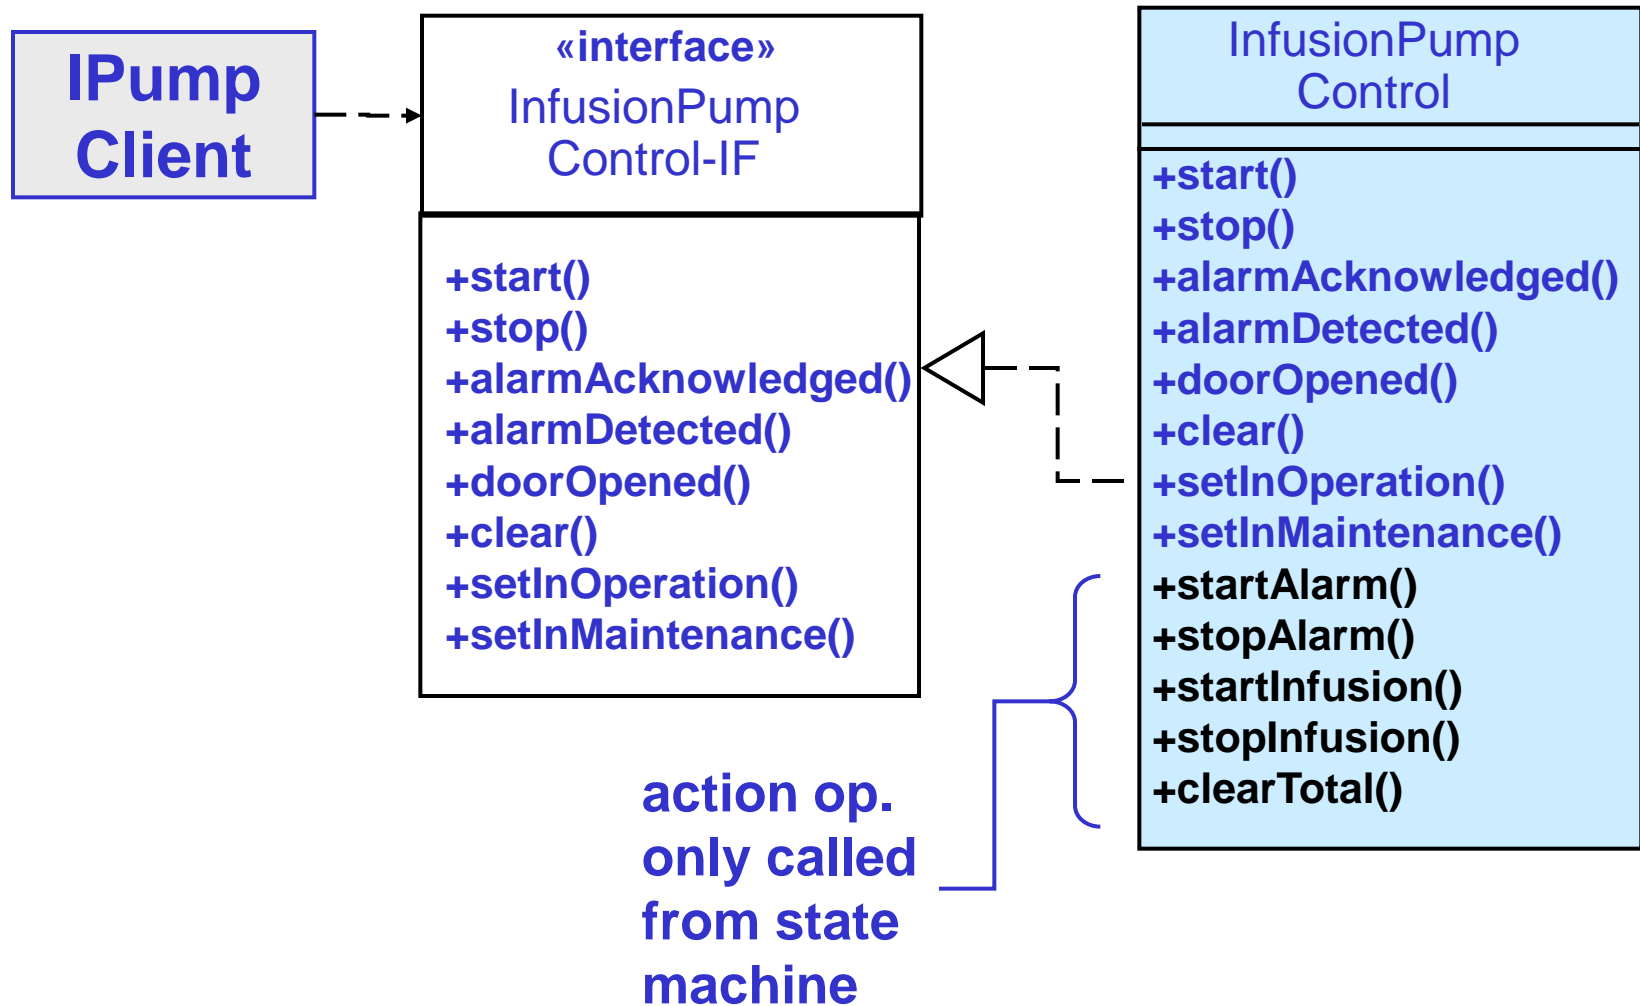 IPump
Client
«interface»
InfusionPump
Control-IF
+start()
+stop()
+alarmAcknowledged()
+alarmDetected()
+doorOpened()
+clear()
+setInOperation()
+setInMaintenance()
InfusionPump
Control
+start()
+stop()
+alarmAcknowledged()
+alarmDetected()
+doorOpened()
+clear()
+setInOperation()
+setInMaintenance()
+startAlarm()
+stopAlarm()
+startInfusion()
+stopInfusion()
+clearTotal()
action op.
only called
from state
machine